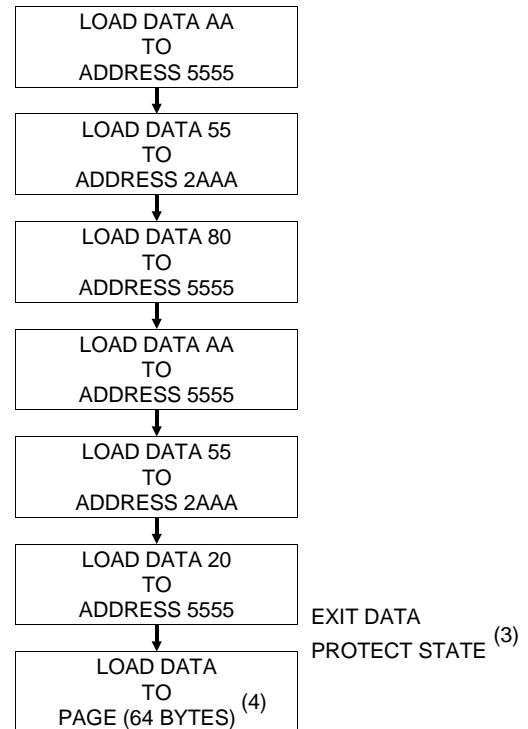 LOAD DATA AA
TO
ADDRESS 5555
LOAD DATA 55
TO
ADDRESS 2AAA
LOAD DATA 80
TO
ADDRESS 5555
LOAD DATA AA
TO
ADDRESS 5555
LOAD DATA 55
TO
ADDRESS 2AAA
LOAD DATA 20
TO
ADDRESS 5555
EXIT DATA
PROTECT STATE (3)
LOAD DATA
TO
PAGE (64 BYTES) (4)